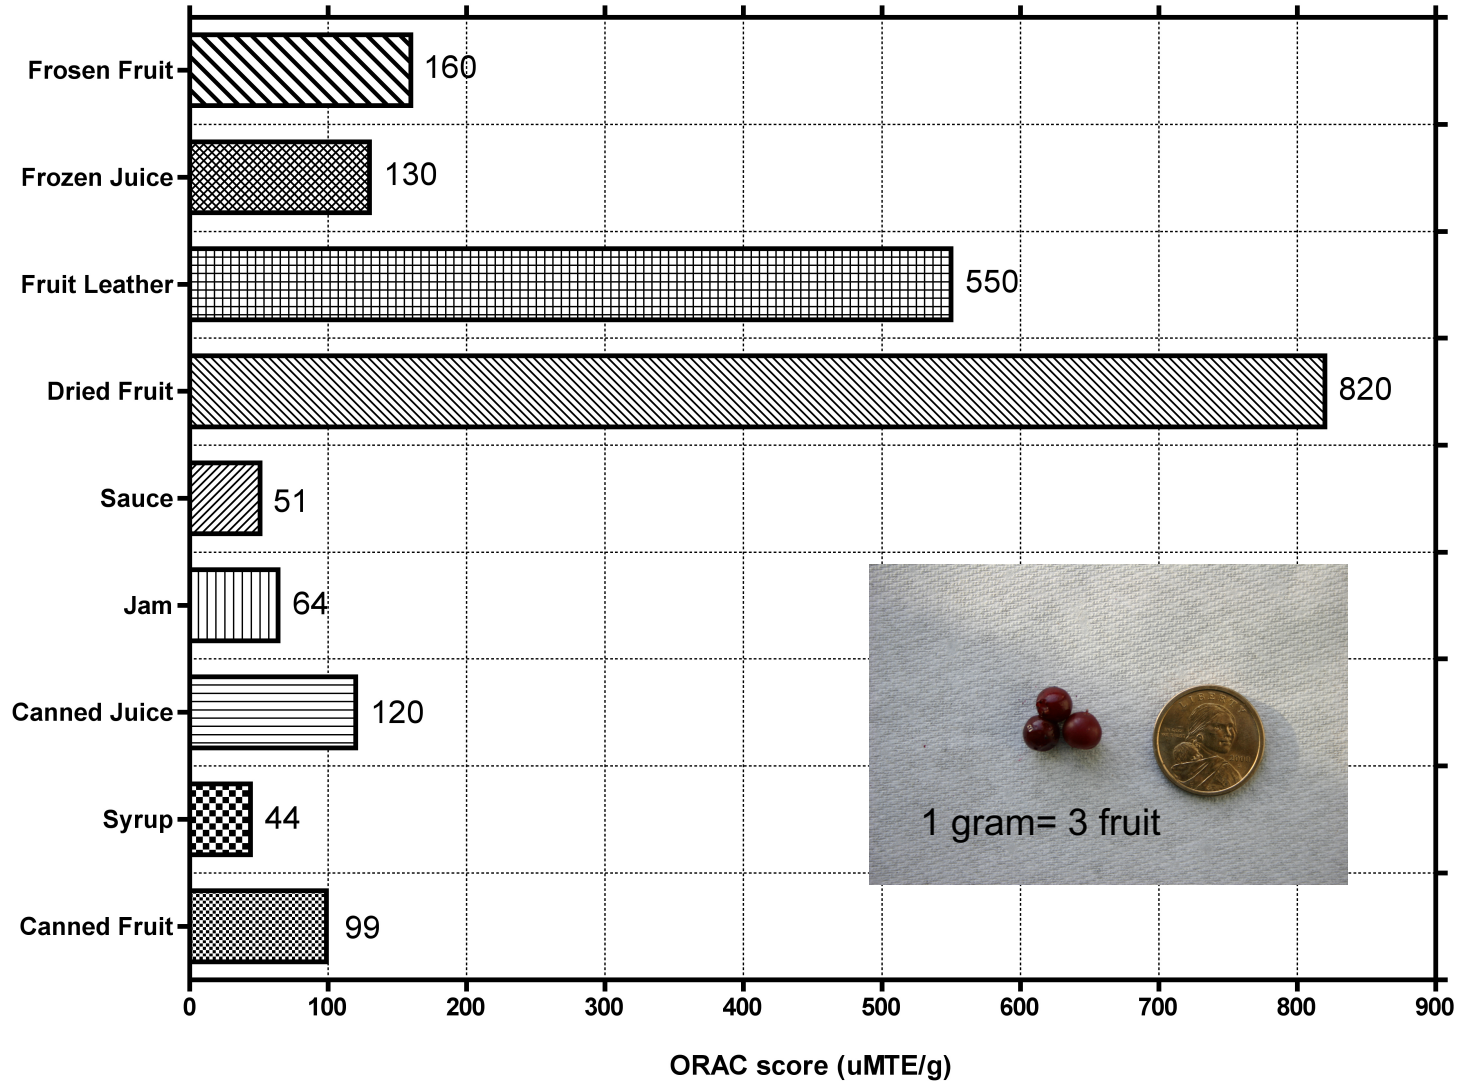 Frosen Fruit
160
Frozen Juice
130
Fruit Leather
550
Dried Fruit
820
Sauce
51
Jam
64
Canned Juice
120
Syrup
44
Canned Fruit
99
1 gram= 3 fruit
0 100 200 300 400 500 600 700 800 900
ORAC score (uMTE/g)